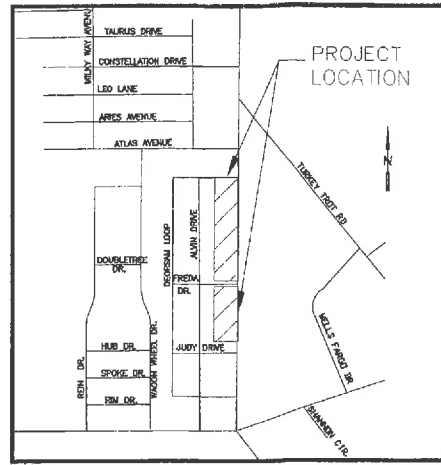 MILKY WAY AVENUE
TAURUS DRIVE
CONSTELLATION DRIVE
LEO LANE
ARIES AVENUE
ATLAS AVENUE
PROJECT
LOCATION
N
TURKEY TROT RD
DEORSAM LOOP
ALVIN DRIVE
DOUBLETREE
DR.
FREDA
DR.
HUB DR.
JUDY DRIVE
SPOKE DR.
RIM DR.
REIN DR.
WAGON WHEEL DR.
WELLS FARGO DR
SHANNON CIR.